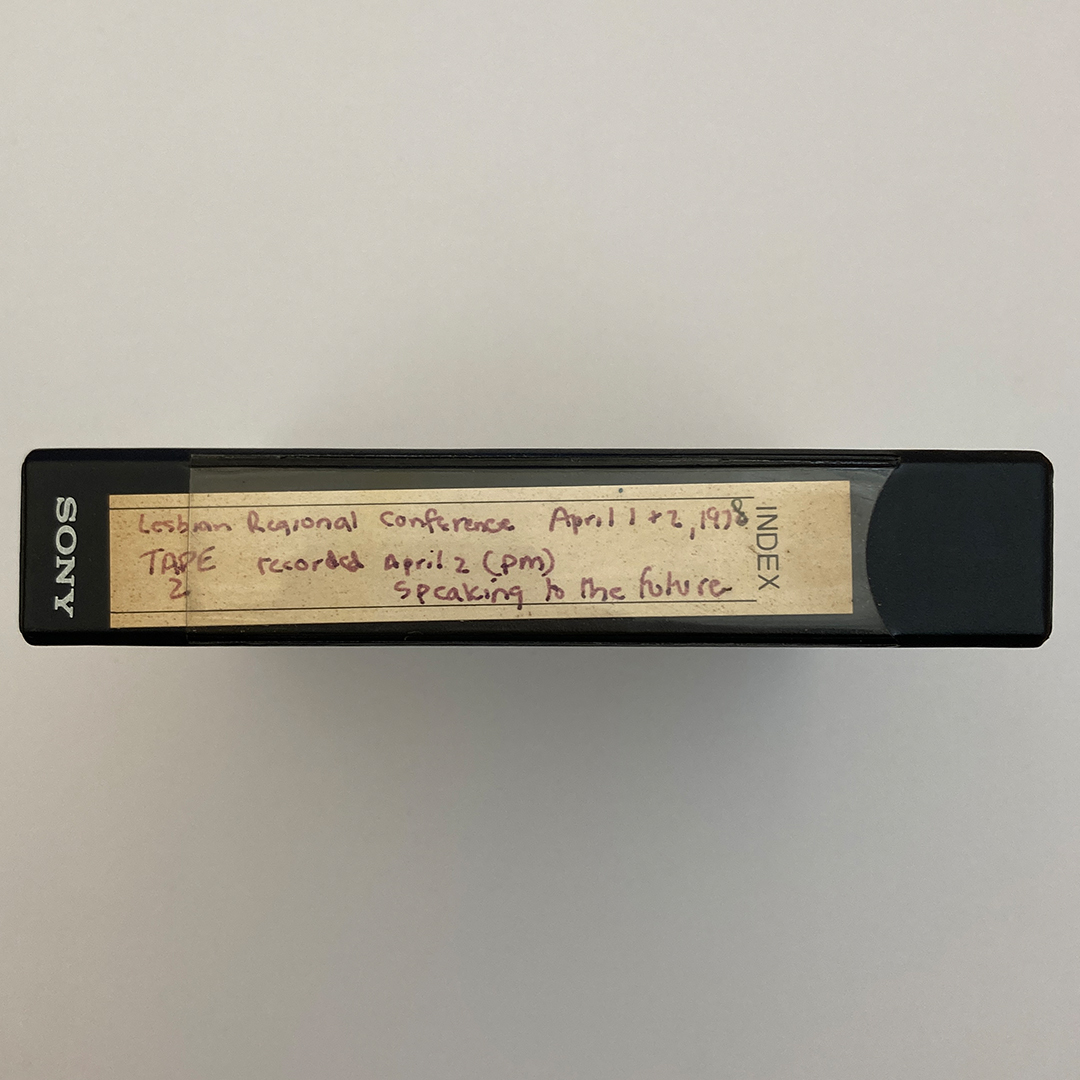 SONY
Lesbian Regional Conference April 1 + 2, 1978
TAPE recorded April 2 (pm)
2 Speaking to the future
INDEX